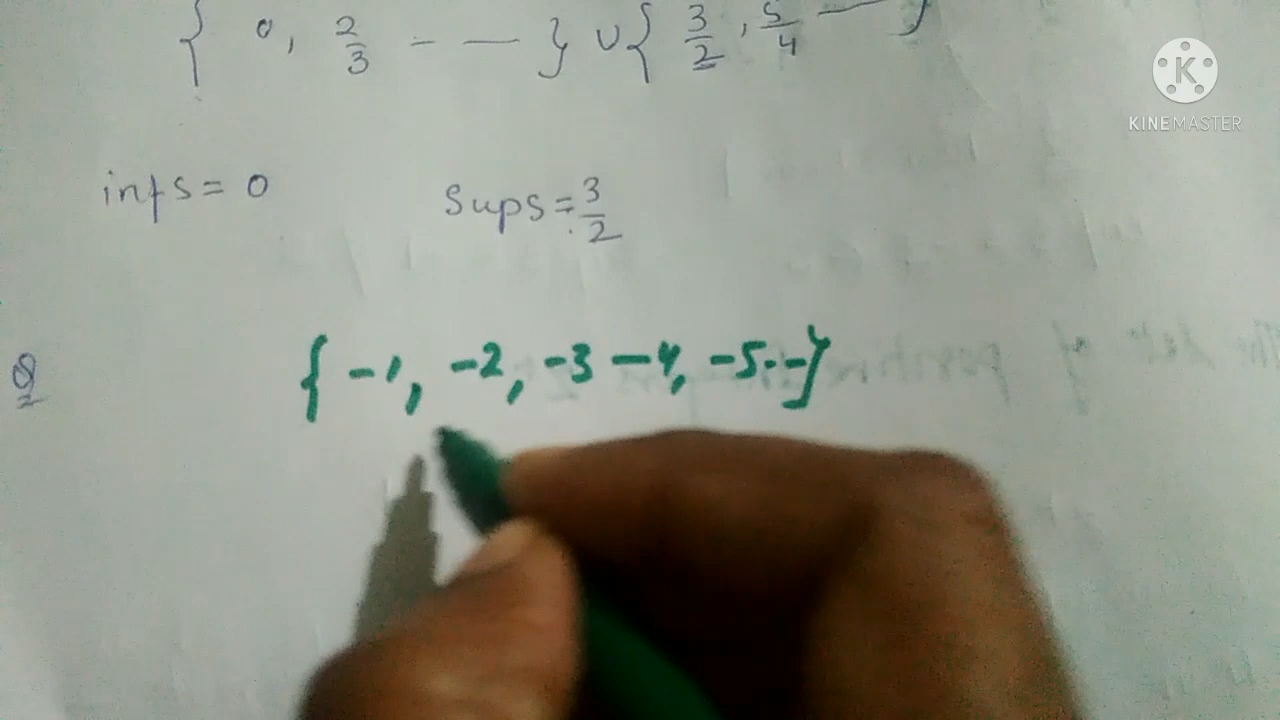 { 0, 2/3 - — } ∪ { 3/2, 5/4 — }
K
KINEMASTER
inf s = 0 Sup s = 3/2
Q { -1, -2, -3 -4, -5. - }